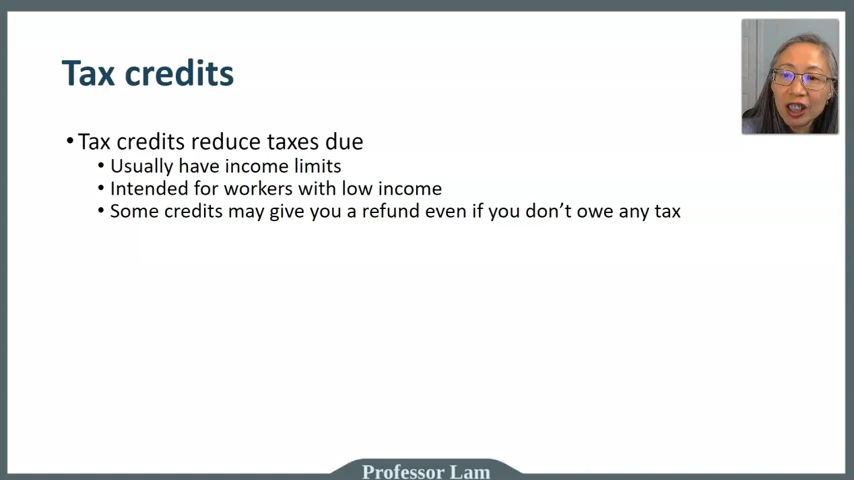 Tax credits
• Tax credits reduce taxes due
• Usually have income limits
• Intended for workers with low income
• Some credits may give you a refund even if you don’t owe any tax
Professor Lam